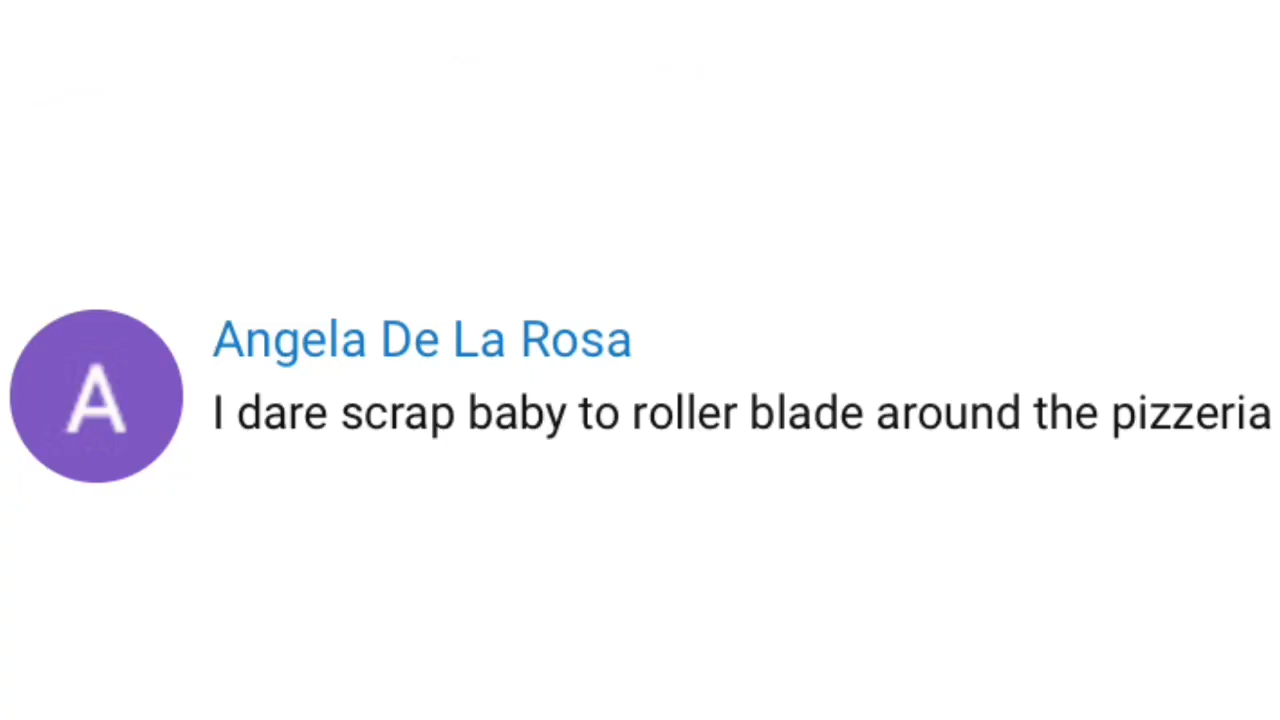 A
Angela De La Rosa
I dare scrap baby to roller blade around the pizzeria